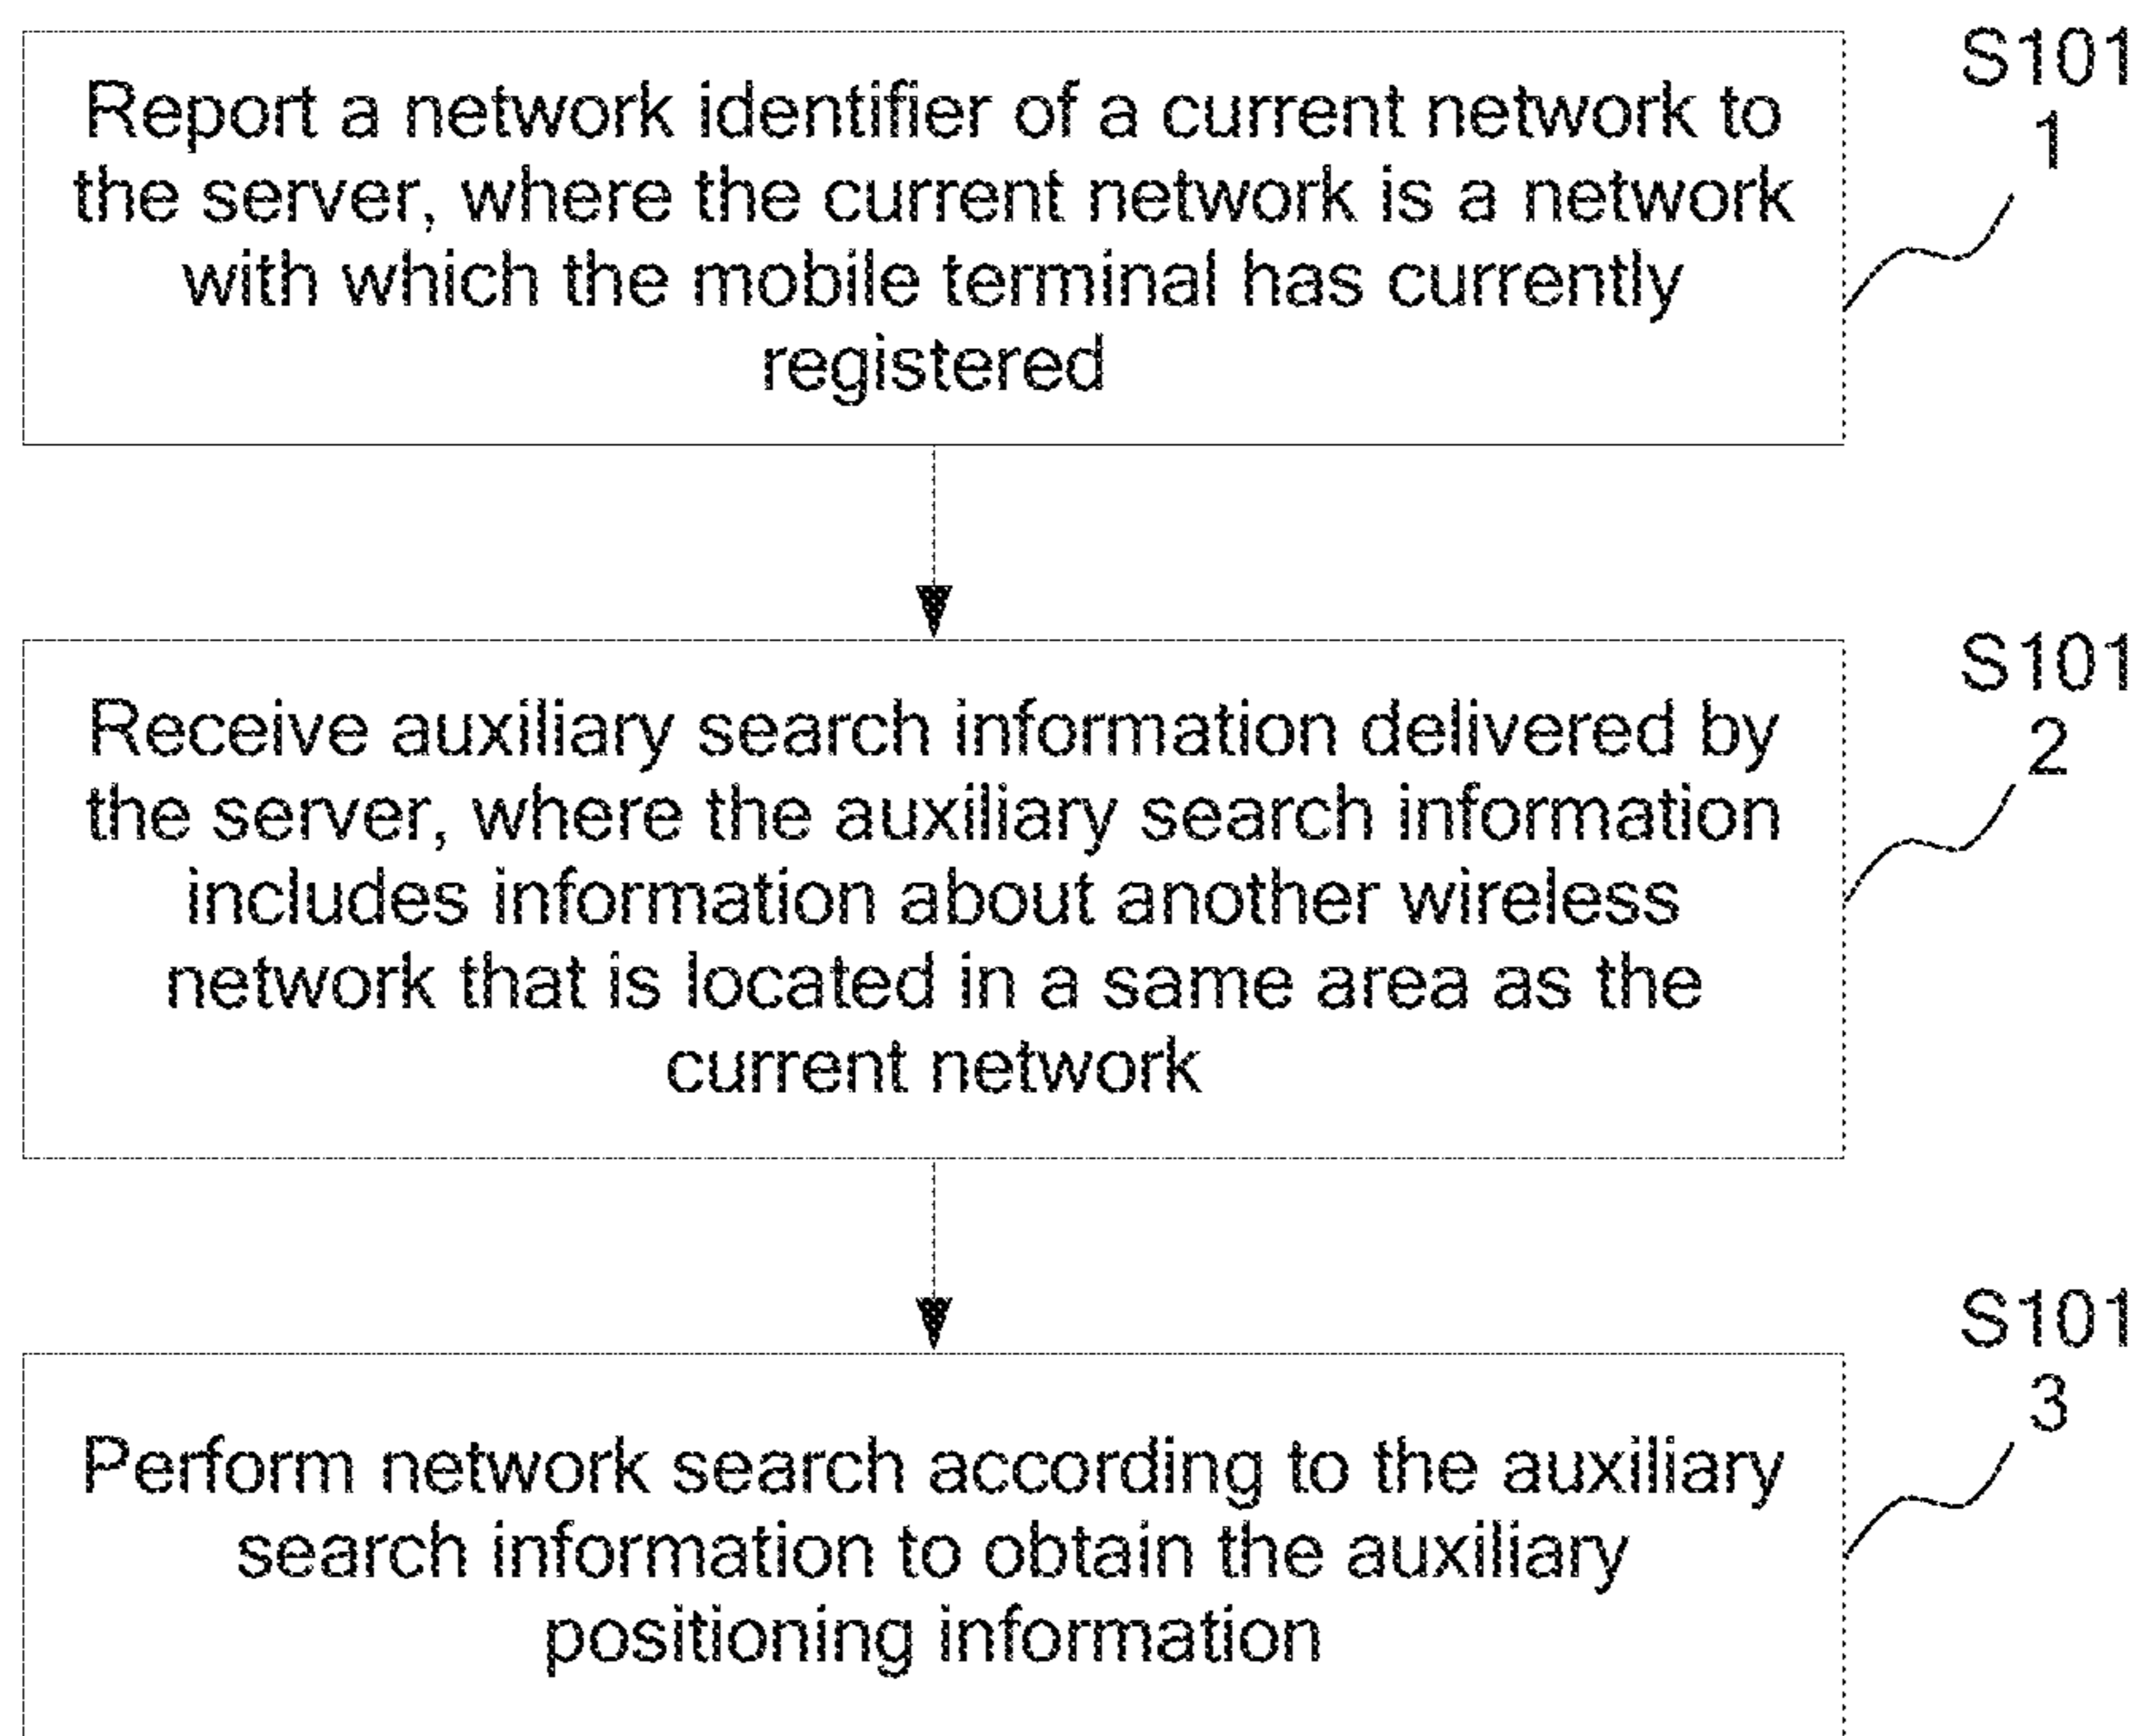 Report a network identifier of a current network to
the server, where the current network is a network
with which the mobile terminal has currently
registered
S101
1
Receive auxiliary search information delivered by
the server, where the auxiliary search information
includes information about another wireless
network that is located in a same area as the
current network
S101
2
Perform network search according to the auxiliary
search information to obtain the auxiliary
positioning information
S101
3